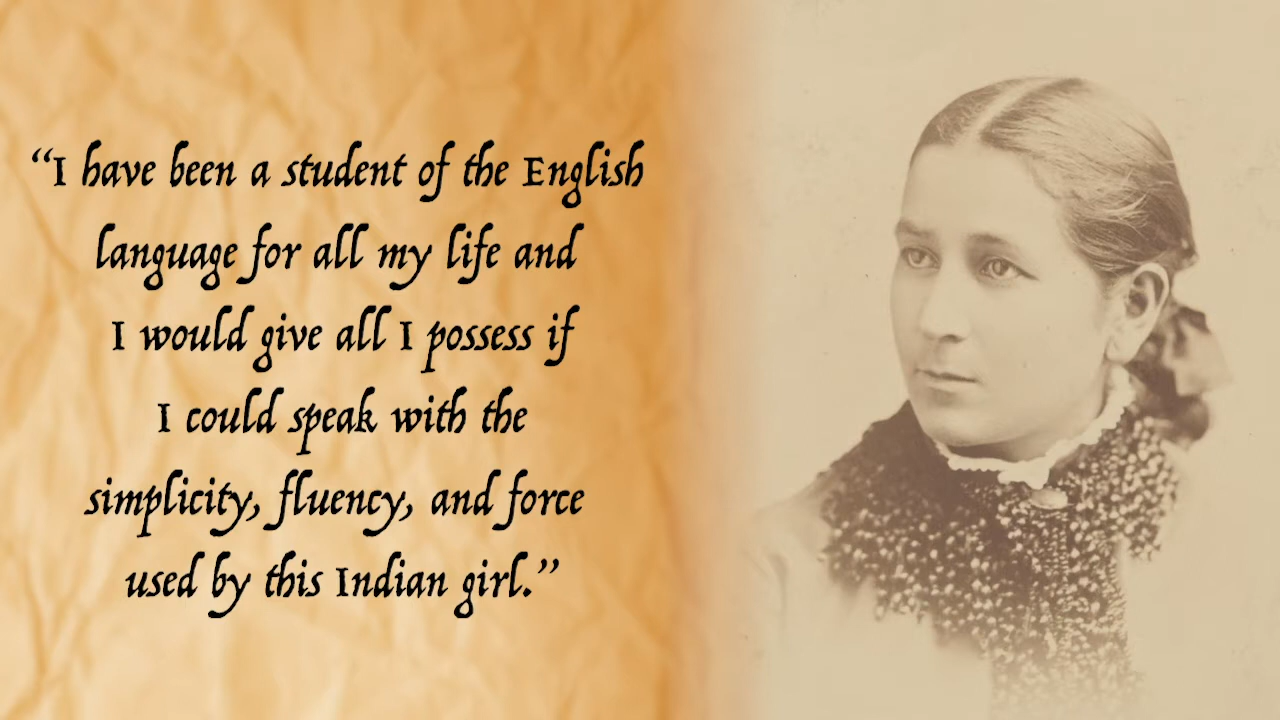 “I have been a student of the English
language for all my life and
I would give all I possess if
I could speak with the
simplicity, fluency, and force
used by this Indian girl.”